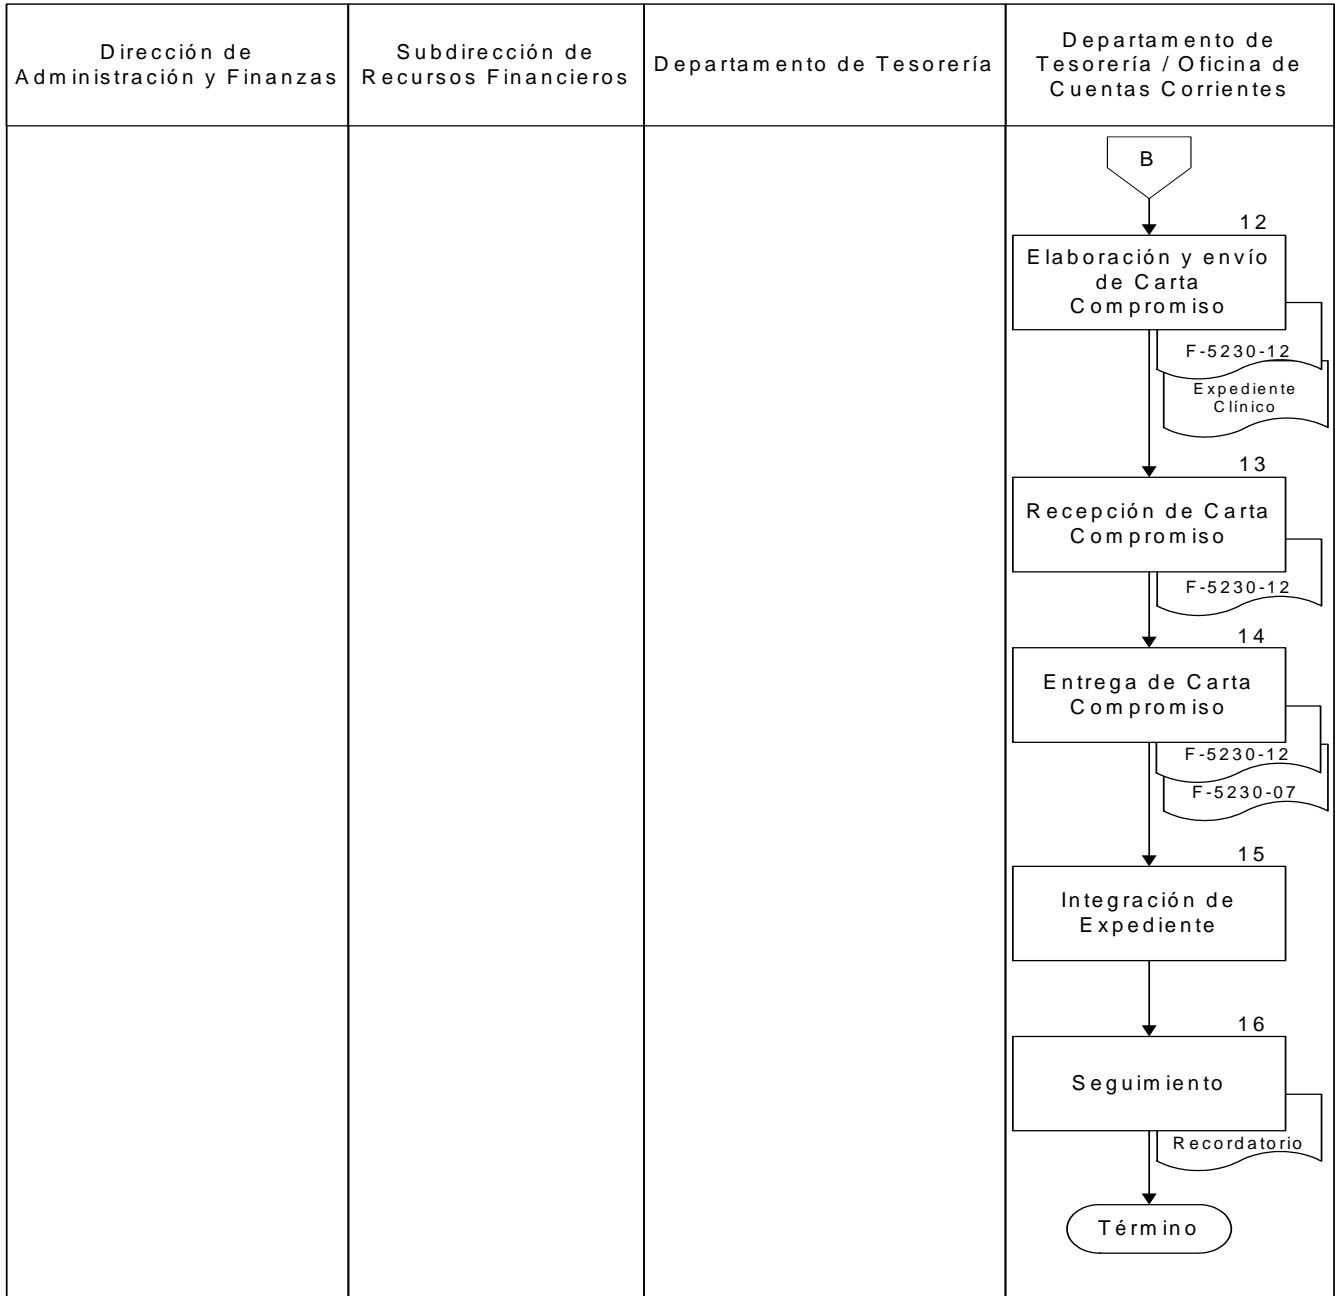 Dirección de
Administración y Finanzas
Subdirección de
Recursos Financieros
Departamento de Tesorería
Departamento de
Tesorería / Oficina de
Cuentas Corrientes
B
12
Elaboración y envío
de Carta
Compromiso
F-5230-12
Expediente
Clínico
13
Recepción de Carta
Compromiso
F-5230-12
14
Entrega de Carta
Compromiso
F-5230-12
F-5230-07
15
Integración de
Expediente
16
Seguimiento
Recordatorio
Término